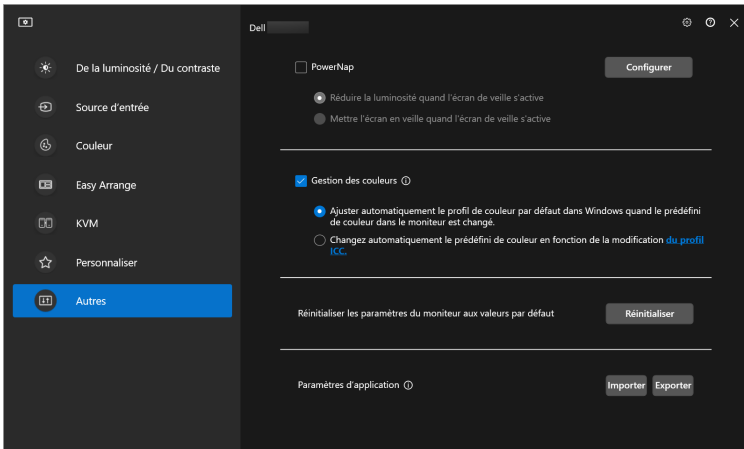 Dell
De la luminosité / Du contraste
Source d'entrée
Couleur
Easy Arrange
KVM
Personnaliser
Autres
PowerNap
Configurer
Réduire la luminosité quand l'écran de veille s'active
Mettre l'écran en veille quand l'écran de veille s'active
Gestion des couleurs
Ajuster automatiquement le profil de couleur par défaut dans Windows quand le prédéfini
de couleur dans le moniteur est changé.
Changez automatiquement le prédéfini de couleur en fonction de la modification du profil
ICC.
Réinitialiser les paramètres du moniteur aux valeurs par défaut
Réinitialiser
Paramètres d'application
Importer Exporter